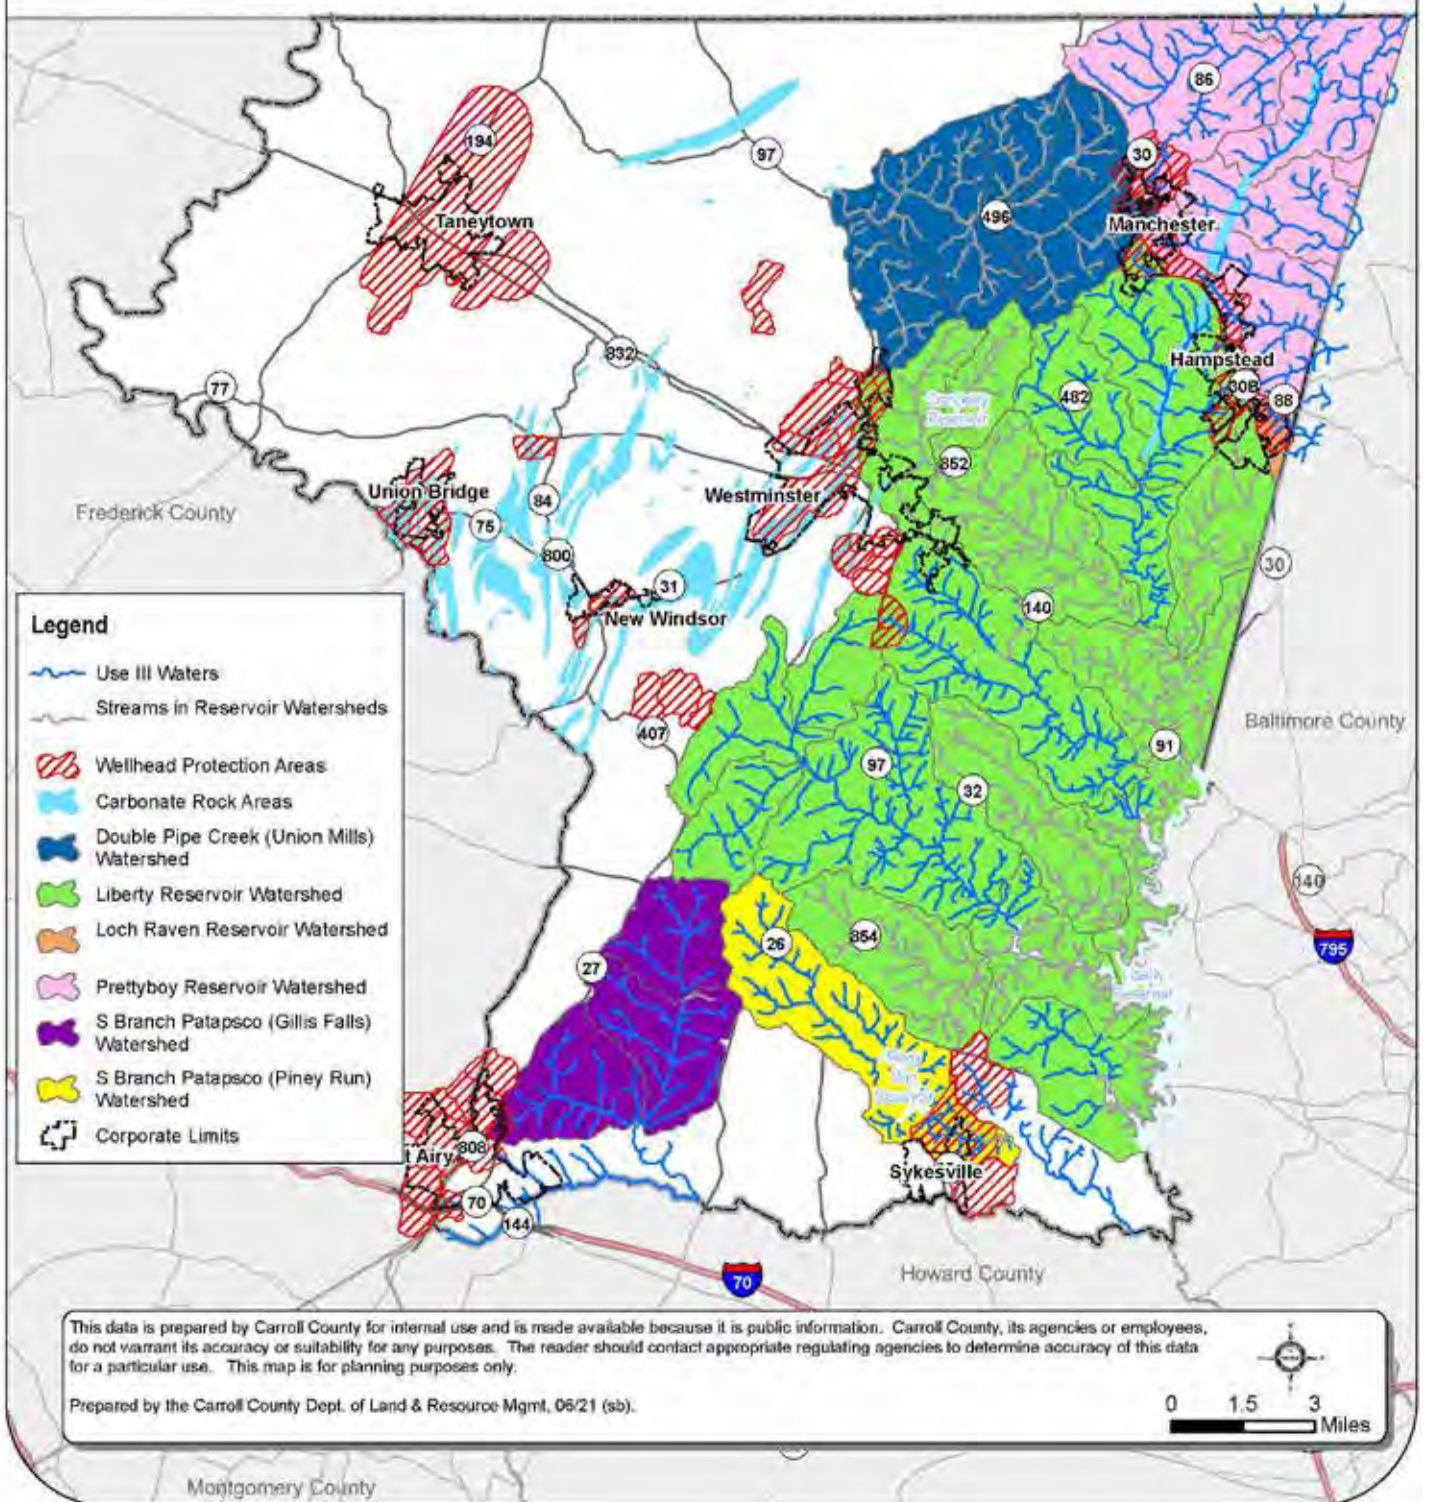 86
194
30
97
496
Taneytown
Manchester
832
Hampstead
77
30B
88
482
852
Union Bridge
Westminster
84
Frederick County
75
800
30
31
140
New Windsor
Baltimore County
407
91
97
32
140
854
26
795
27
808
t Airy
Sykesville
70
144
Howard County
70
Legend
Use III Waters
Streams in Reservoir Watersheds
Wellhead Protection Areas
Carbonate Rock Areas
Double Pipe Creek (Union Mills)
Watershed
Liberty Reservoir Watershed
Loch Raven Reservoir Watershed
Prettyboy Reservoir Watershed
S Branch Patapsco (Gillis Falls)
Watershed
S Branch Patapsco (Piney Run)
Watershed
Corporate Limits
This data is prepared by Carroll County for internal use and is made available because it is public information. Carroll County, its agencies or employees,
do not warrant its accuracy or suitability for any purposes. The reader should contact appropriate regulating agencies to determine accuracy of this data
for a particular use. This map is for planning purposes only.
Prepared by the Carroll County Dept. of Land & Resource Mgmt, 06/21 (sb).
0 1.5 3
Miles
Montgomery County